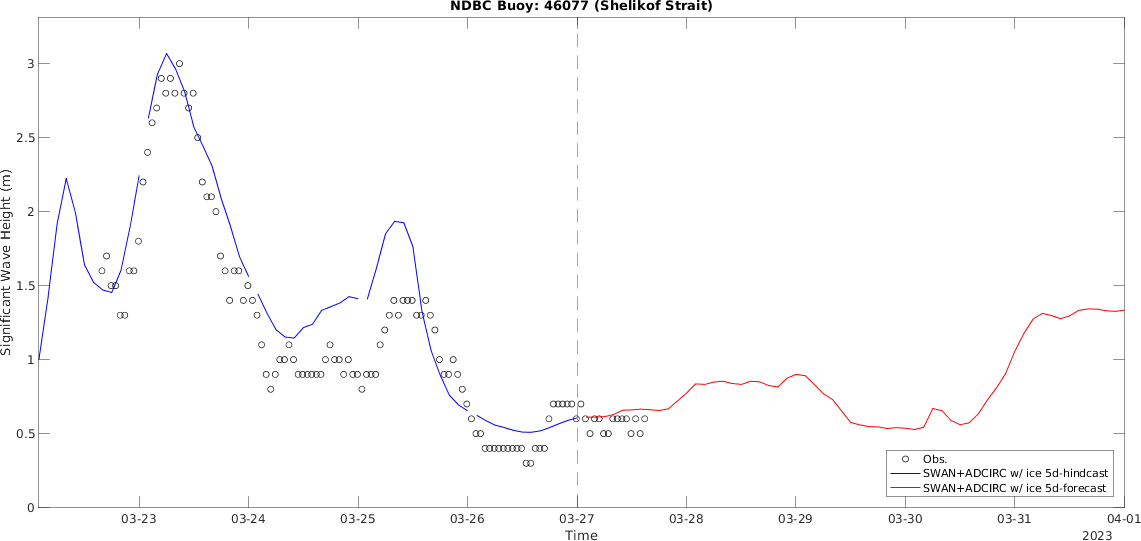 NDBC Buoy: 46077 (Shelikof Strait)
Significant Wave Height (m)
3
2.5
2
1.5
1
0.5
0
Obs.
SWAN+ADCIRC w/ ice 5d-hindcast
SWAN+ADCIRC w/ ice 5d-forecast
03-23 03-24 03-25 03-26 03-27 03-28 03-29 03-30 03-31 04-01
Time
2023